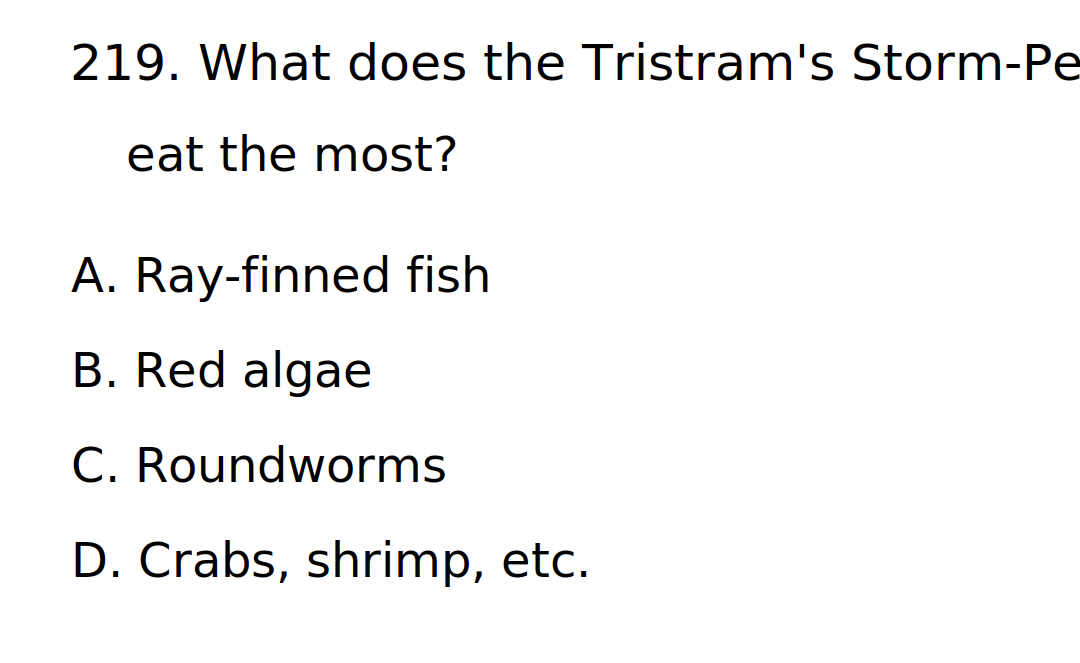 219. What does the Tristram's Storm-Pe
eat the most?
A. Ray-finned fish
B. Red algae
C. Roundworms
D. Crabs, shrimp, etc.